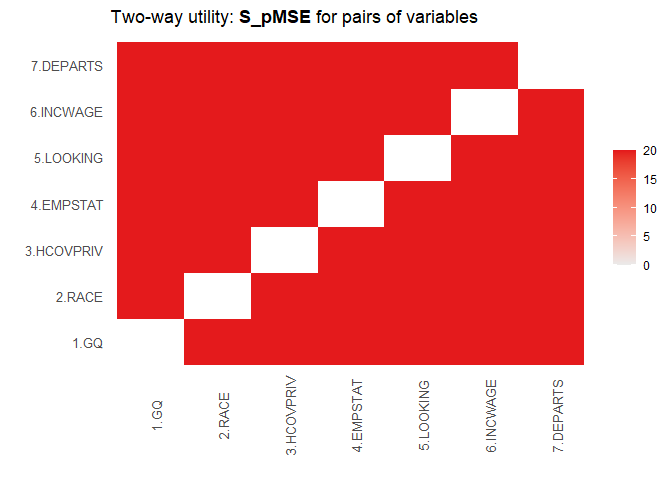 Two-way utility: S_pMSE for pairs of variables
7.DEPARTS
6.INCWAGE
5.LOOKING
4.EMPSTAT
3.HCOVPRIV
2.RACE
1.GQ
20
15
10
5
0
1.GQ
2.RACE
3.HCOVPRIV
4.EMPSTAT
5.LOOKING
6.INCWAGE
7.DEPARTS